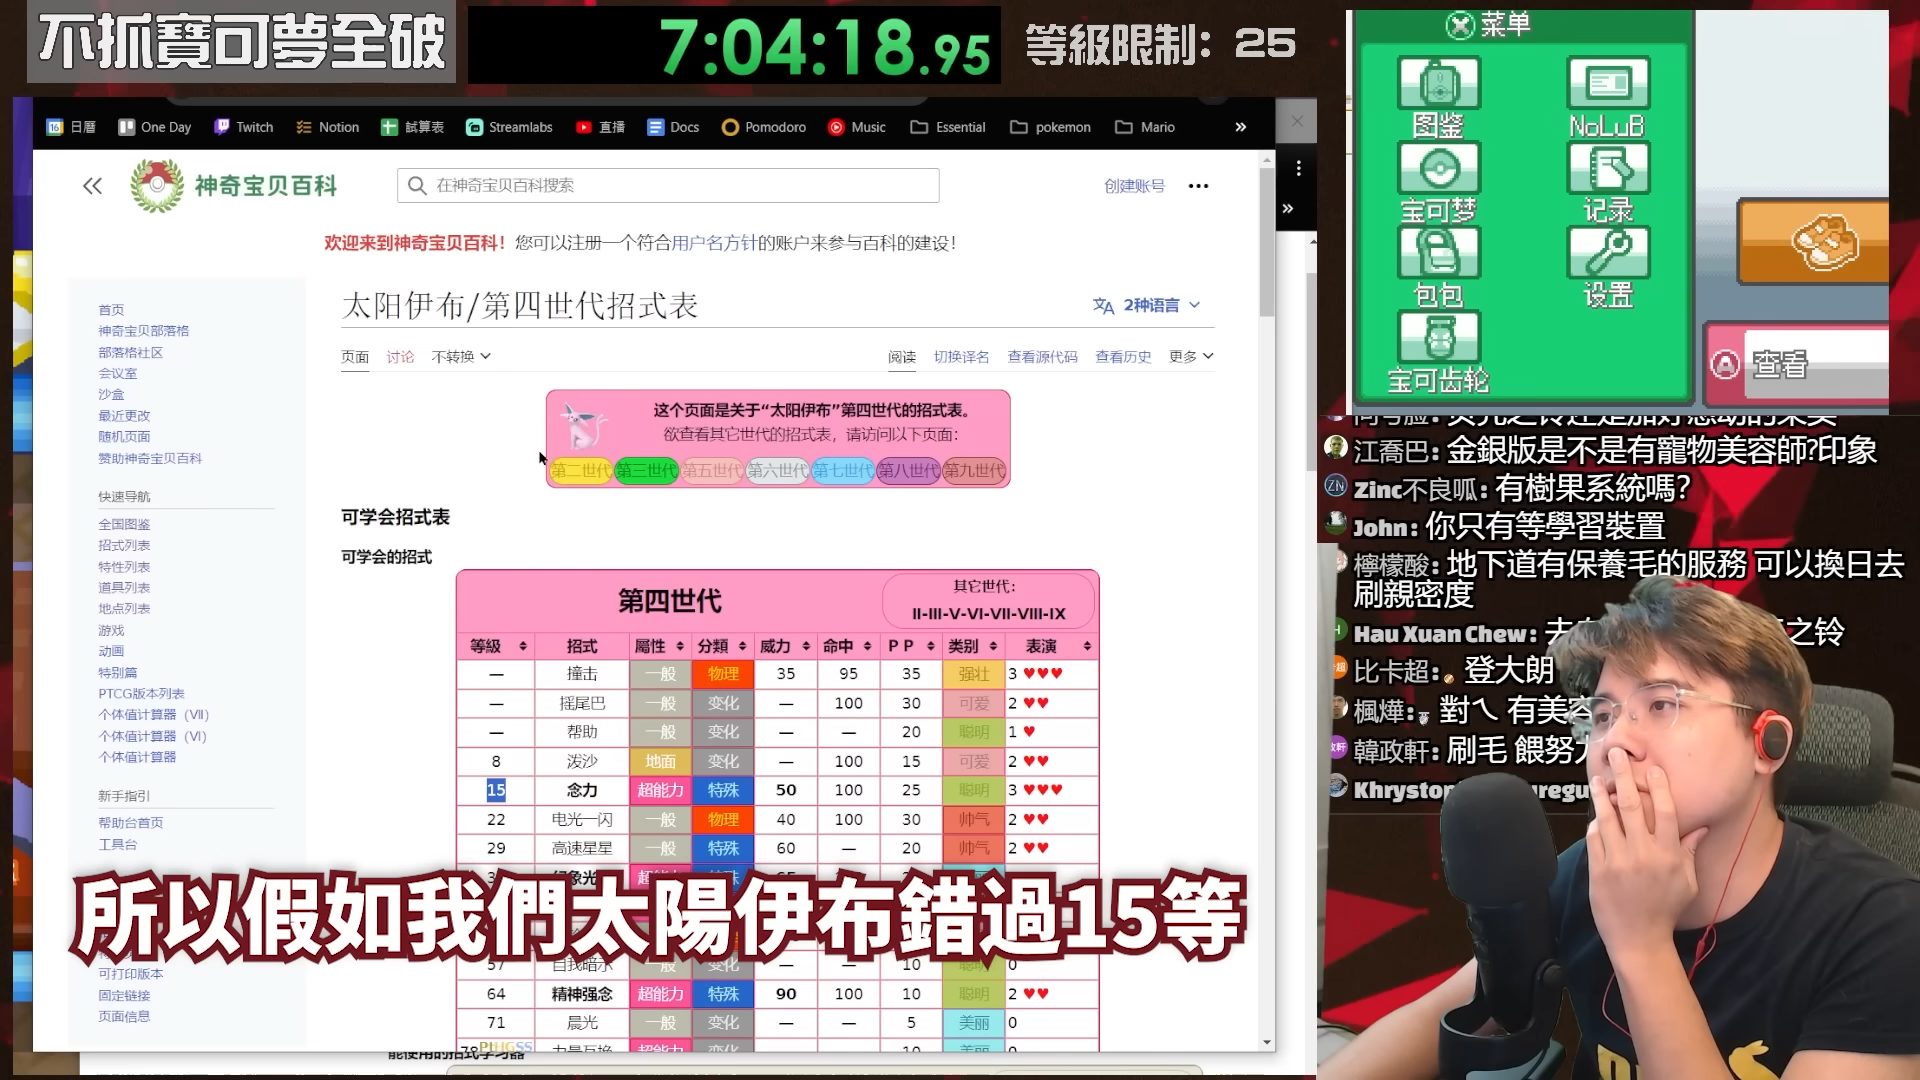 不抓寶可夢全破
7:04:18.95
等級限制：25
日曆
One Day
Twitch
Notion
試算表
Streamlabs
直播
Docs
Pomodoro
Music
Essential
pokemon
Mario
神奇宝贝百科
在神奇宝贝百科搜索
创建账号
欢迎来到神奇宝贝百科！您可以注册一个符合用户名方针的账户来参与百科的建设！
首页
神奇宝贝部落格
部落格社区
会议室
沙盒
最近更改
随机页面
赞助神奇宝贝百科
快速导航
全国图鉴
招式列表
特性列表
道具列表
地点列表
游戏
动画
特别篇
PTCG版本列表
个体值计算器（VII）
个体值计算器（VI）
个体值计算器
新手指引
帮助台首页
工具台
可打印版本
固定链接
页面信息
太阳伊布/第四世代招式表
2种语言
页面 讨论 不转换
阅读 切换译名 查看源代码 查看历史 更多
这个页面是关于“太阳伊布”第四世代的招式表。
欲查看其它世代的招式表，请访问以下页面：
第二世代 第三世代 第五世代 第六世代 第七世代 第八世代 第九世代
可学会招式表
可学会的招式
第四世代
其它世代：
II-III-V-VI-VII-VIII-IX
等級 招式 屬性 分類 威力 命中 PP 类别 表演
— 撞击 一般 物理 35 95 35 强壮 3 ♥♥♥
— 摇尾巴 一般 变化 — 100 30 可爱 2 ♥♥
— 帮助 一般 变化 — — 20 聪明 1 ♥
8 泼沙 地面 变化 — 100 15 可爱 2 ♥♥
15 念力 超能力 特殊 50 100 25 聪明 3 ♥♥♥
22 电光一闪 一般 物理 40 100 30 帅气 2 ♥♥
29 高速星星 一般 特殊 60 — 20 帅气 2 ♥♥
57 自我暗示 一般 变化 — — 10 聪明 0
64 精神强念 超能力 特殊 90 100 10 聪明 2 ♥♥
71 晨光 一般 变化 — — 5 美丽 0
所以假如我們太陽伊布錯過15等
菜单
图鉴
NoLuB
宝可梦
记录
包包
设置
宝可齿轮
查看
江喬巴: 金銀版是不是有寵物美容師?印象
Zinc不良呱: 有樹果系統嗎?
John: 你只有等學習裝置
檸檬酸: 地下道有保養毛的服務 可以換日去
刷親密度
Hau Xuan Chew: 去 之铃
比卡超: 登大朗
楓燁: 對ㄟ 有美容
韓政軒: 刷毛 餵努